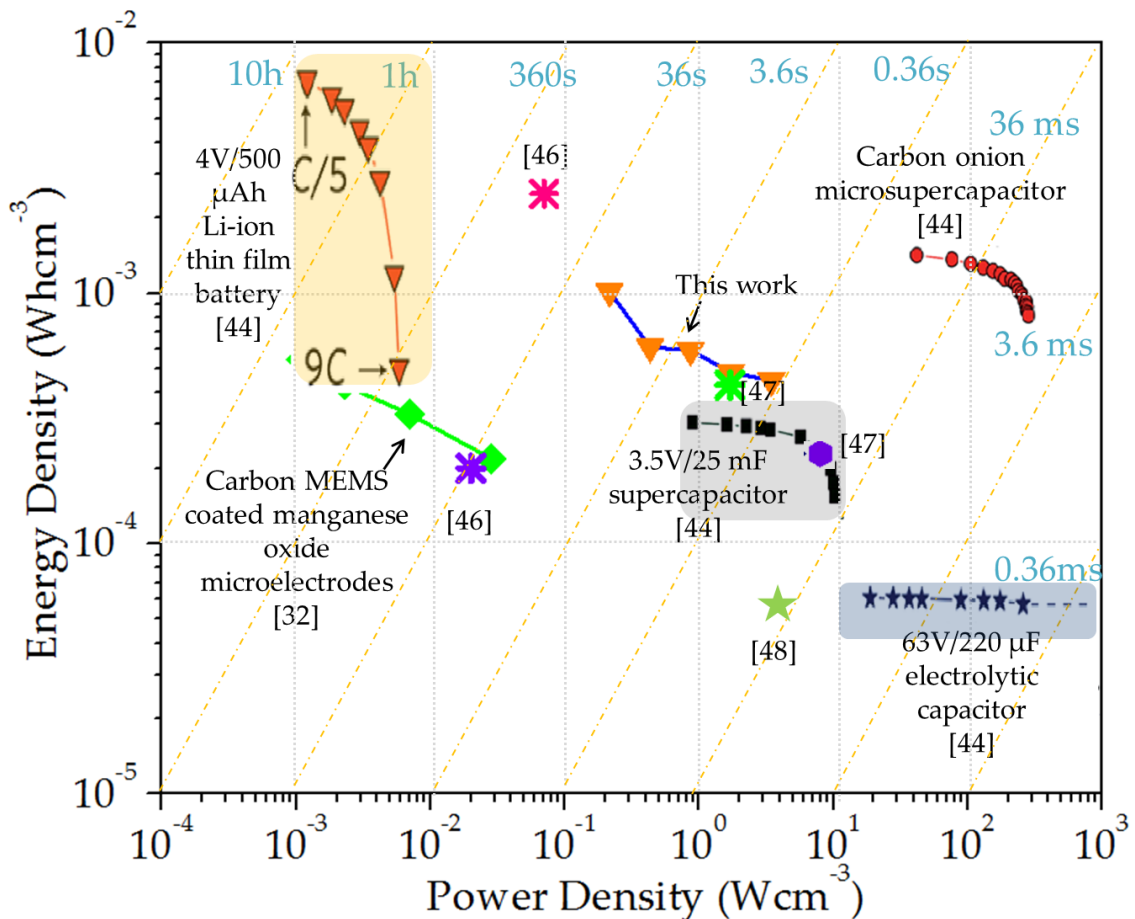 10⁻²
10h
1h
360s
36s
3.6s
0.36s
36 ms
4V/500
µAh
Li-ion
thin film
battery
[44]
C/5
9C
[46]
Carbon onion
microsupercapacitor
[44]
This work
10⁻³
3.6 ms
[47]
[47]
3.5V/25 mF
supercapacitor
[44]
Carbon MEMS
coated manganese
oxide
microelectrodes
[32]
[46]
10⁻⁴
0.36ms
[48]
63V/220 µF
electrolytic
capacitor
[44]
10⁻⁵
Energy Density (Whcm⁻³)
10⁻⁴ 10⁻³ 10⁻² 10⁻¹ 10⁰ 10¹ 10² 10³
Power Density (Wcm⁻³)